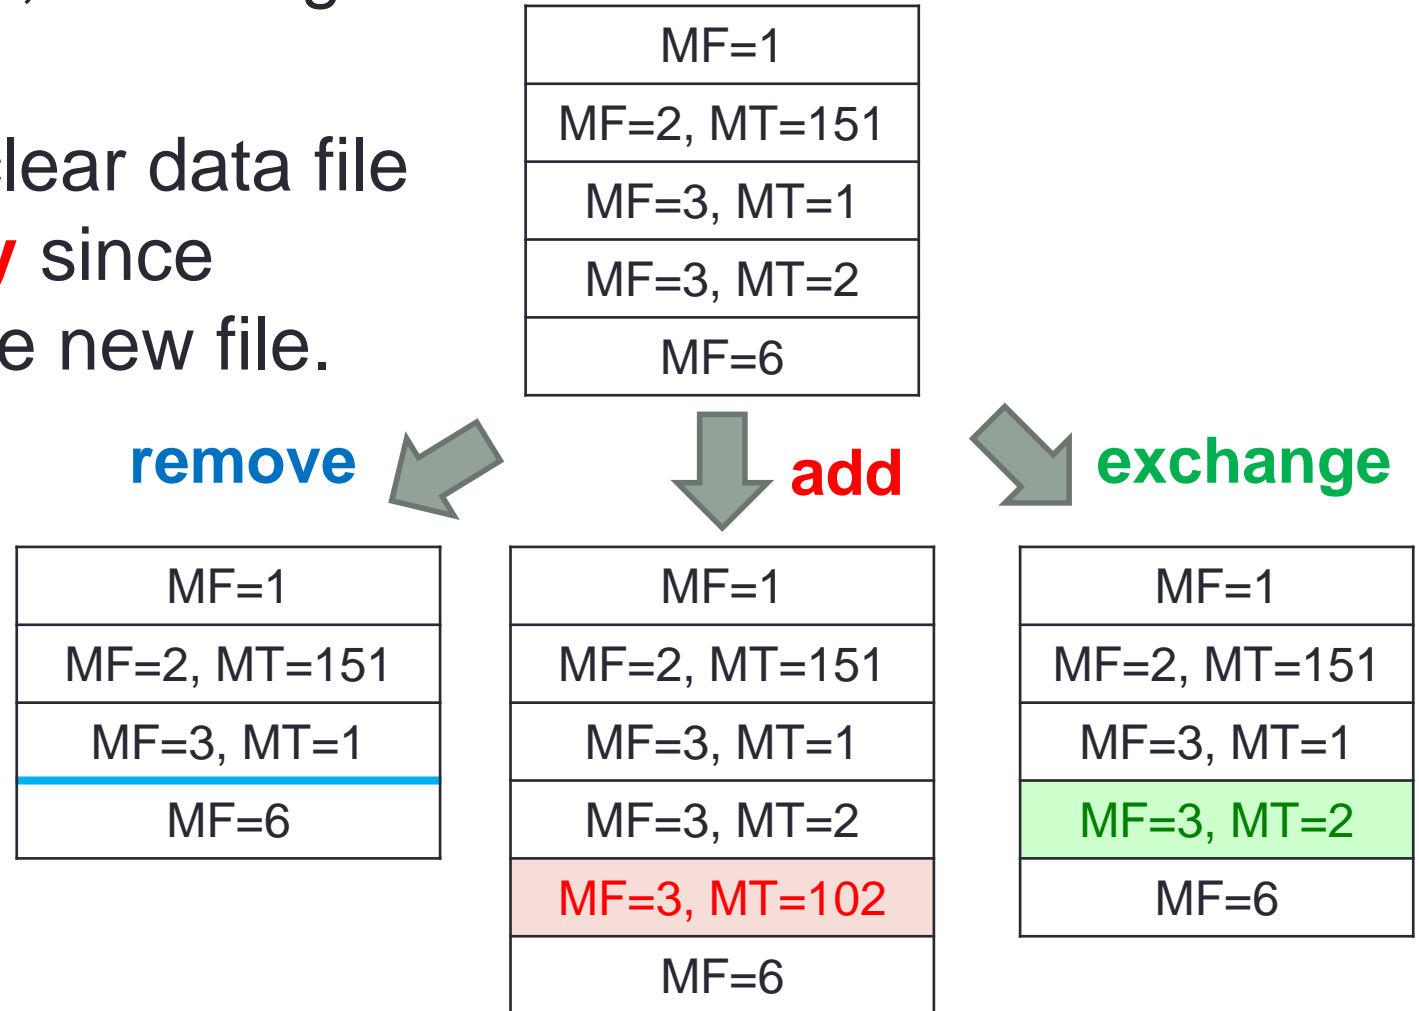 MF=1
MF=2, MT=151
MF=3, MT=1
MF=3, MT=2
MF=6
data file
since
new file.
remove
add
exchange
MF=1
MF=2, MT=151
MF=3, MT=1
MF=6
MF=1
MF=2, MT=151
MF=3, MT=1
MF=3, MT=2
MF=3, MT=102
MF=6
MF=1
MF=2, MT=151
MF=3, MT=1
MF=3, MT=2
MF=6